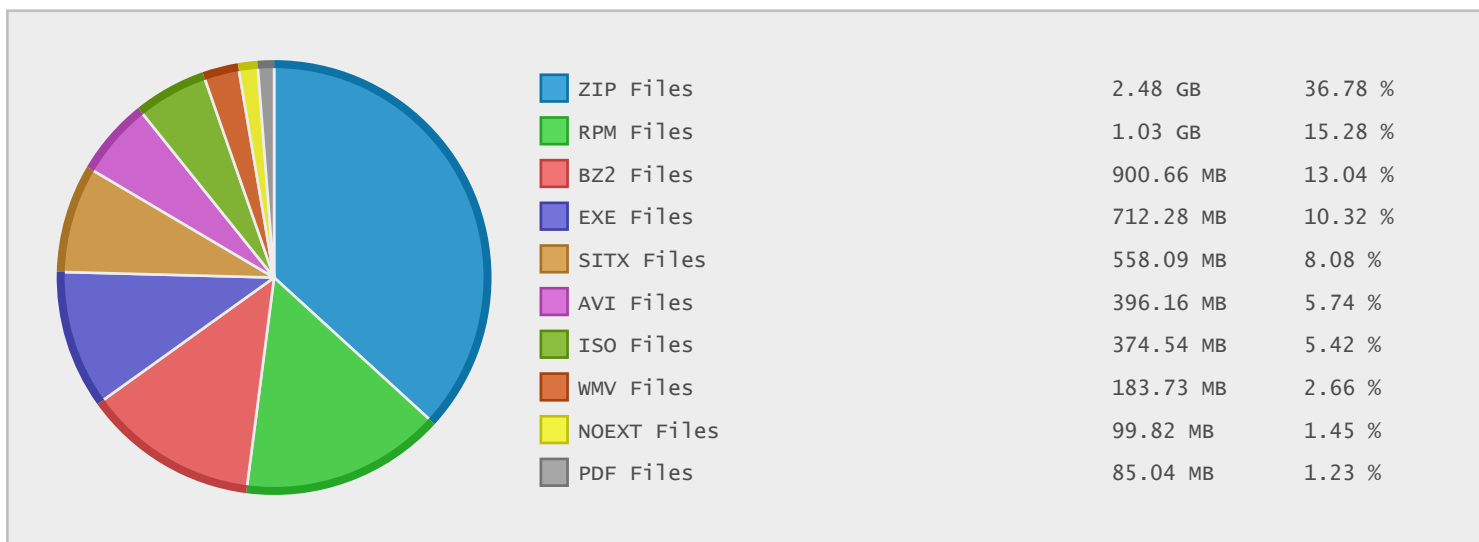 ZIP Files 2.48 GB 36.78 %
RPM Files 1.03 GB 15.28 %
BZ2 Files 900.66 MB 13.04 %
EXE Files 712.28 MB 10.32 %
SITX Files 558.09 MB 8.08 %
AVI Files 396.16 MB 5.74 %
ISO Files 374.54 MB 5.42 %
WMV Files 183.73 MB 2.66 %
NOEXT Files 99.82 MB 1.45 %
PDF Files 85.04 MB 1.23 %